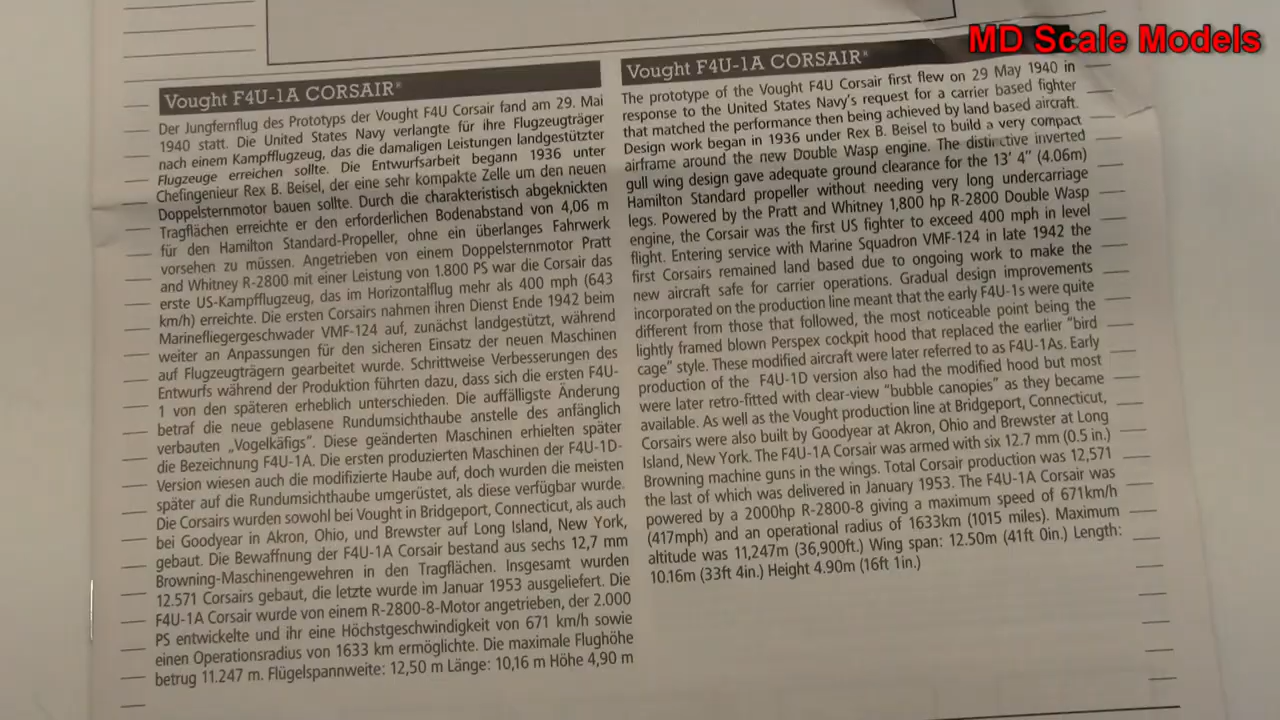 MD Scale Models
Vought F4U-1A CORSAIR®
Der Jungfernflug des Prototyps der Vought F4U Corsair fand am 29. Mai
1940 statt. Die United States Navy verlangte für ihre Flugzeugträger
nach einem Kampfflugzeug, das die damaligen Leistungen landgestützter
Flugzeuge erreichen sollte. Die Entwurfsarbeit begann 1936 unter
Chefingenieur Rex B. Beisel, der eine sehr kompakte Zelle um den neuen
Doppelsternmotor bauen sollte. Durch die charakteristisch abgeknickten
Tragflächen erreichte er den erforderlichen Bodenabstand von 4,06 m
für den Hamilton Standard-Propeller, ohne ein überlanges Fahrwerk
vorsehen zu müssen. Angetrieben von einem Doppelsternmotor Pratt
and Whitney R-2800 mit einer Leistung von 1.800 PS war die Corsair das
erste US-Kampfflugzeug, das im Horizontalflug mehr als 400 mph (643
km/h) erreichte. Die ersten Corsairs nahmen ihren Dienst Ende 1942 beim
Marinefliegergeschwader VMF-124 auf, zunächst landgestützt, während
weiter an Anpassungen für den sicheren Einsatz der neuen Maschinen
auf Flugzeugträgern gearbeitet wurde. Schrittweise Verbesserungen des
Entwurfs während der Produktion führten dazu, dass sich die ersten F4U-
1 von den späteren erheblich unterschieden. Die auffälligste Änderung
betraf die neue geblasene Rundumsichthaube anstelle des anfänglich
verbauten „Vogelkäfigs". Diese geänderten Maschinen erhielten später
die Bezeichnung F4U-1A. Die ersten produzierten Maschinen der F4U-1D-
Version wiesen auch die modifizierte Haube auf, doch wurden die meisten
später auf die Rundumsichthaube umgerüstet, als diese verfügbar wurde.
Die Corsairs wurden sowohl bei Vought in Bridgeport, Connecticut, als auch
bei Goodyear in Akron, Ohio, und Brewster auf Long Island, New York,
gebaut. Die Bewaffnung der F4U-1A Corsair bestand aus sechs 12,7 mm
Browning-Maschinengewehren in den Tragflächen. Insgesamt wurden
12.571 Corsairs gebaut, die letzte wurde im Januar 1953 ausgeliefert. Die
F4U-1A Corsair wurde von einem R-2800-8-Motor angetrieben, der 2.000
PS entwickelte und ihr eine Höchstgeschwindigkeit von 671 km/h sowie
einen Operationsradius von 1633 km ermöglichte. Die maximale Flughöhe
betrug 11.247 m. Flügelspannweite: 12,50 m Länge: 10,16 m Höhe 4,90 m
Vought F4U-1A CORSAIR®
The prototype of the Vought F4U Corsair first flew on 29 May 1940 in
response to the United States Navy's request for a carrier based fighter
that matched the performance then being achieved by land based aircraft.
Design work began in 1936 under Rex B. Beisel to build a very compact
airframe around the new Double Wasp engine. The distinctive inverted
gull wing design gave adequate ground clearance for the 13' 4" (4.06m)
Hamilton Standard propeller without needing very long undercarriage
legs. Powered by the Pratt and Whitney 1,800 hp R-2800 Double Wasp
engine, the Corsair was the first US fighter to exceed 400 mph in level
flight. Entering service with Marine Squadron VMF-124 in late 1942 the
first Corsairs remained land based due to ongoing work to make the
new aircraft safe for carrier operations. Gradual design improvements
incorporated on the production line meant that the early F4U-1s were quite
different from those that followed, the most noticeable point being the
lightly framed blown Perspex cockpit hood that replaced the earlier "bird
cage" style. These modified aircraft were later referred to as F4U-1As. Early
production of the F4U-1D version also had the modified hood but most
were later retro-fitted with clear-view "bubble canopies" as they became
available. As well as the Vought production line at Bridgeport, Connecticut,
Corsairs were also built by Goodyear at Akron, Ohio and Brewster at Long
Island, New York. The F4U-1A Corsair was armed with six 12.7 mm (0.5 in.)
Browning machine guns in the wings. Total Corsair production was 12,571
the last of which was delivered in January 1953. The F4U-1A Corsair was
powered by a 2000hp R-2800-8 giving a maximum speed of 671km/h
(417mph) and an operational radius of 1633km (1015 miles). Maximum
altitude was 11,247m (36,900ft.) Wing span: 12.50m (41ft 0in.) Length:
10.16m (33ft 4in.) Height 4.90m (16ft 1in.)